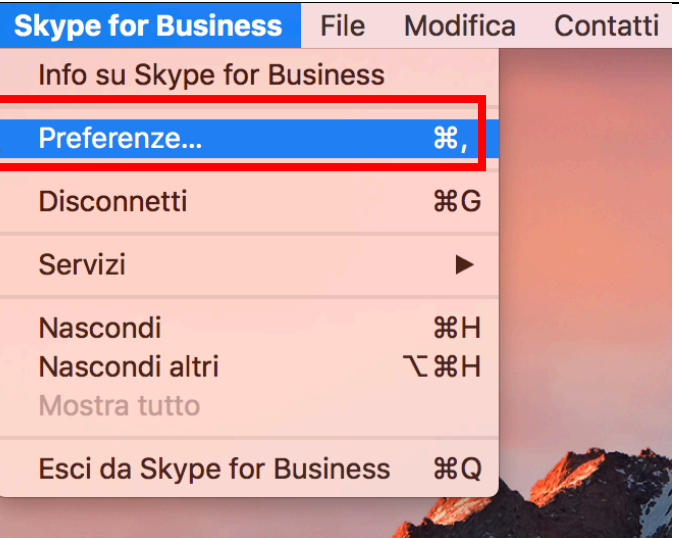 Skype for Business File Modifica Contatti
Info su Skype for Business
Preferenze... ⌘,
Disconnetti ⌘G
Servizi ▶
Nascondi ⌘H
Nascondi altri ⌥⌘H
Mostra tutto
Esci da Skype for Business ⌘Q